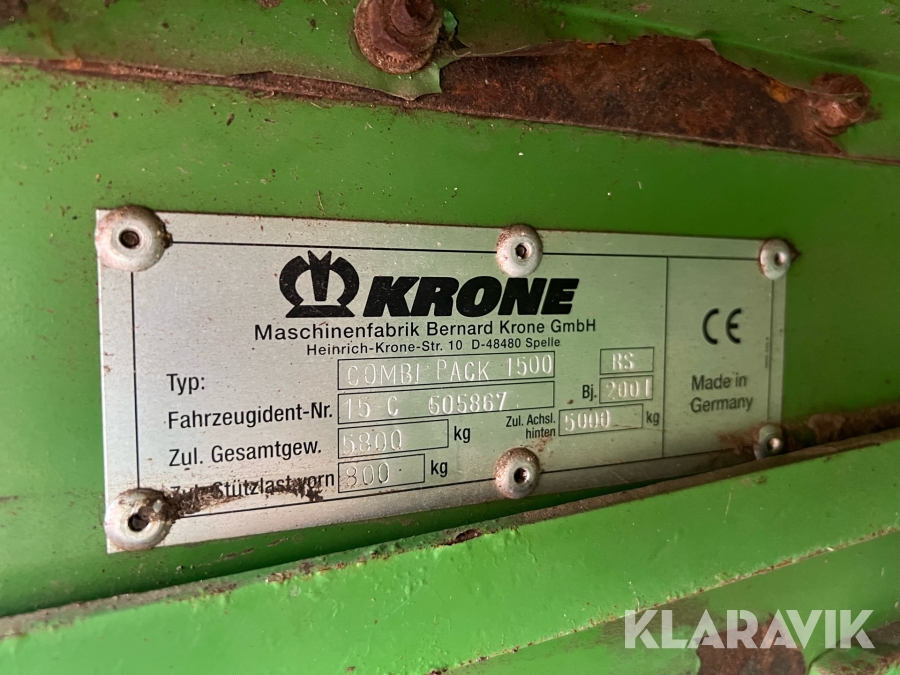 KRONE
Maschinenfabrik Bernard Krone GmbH
Heinrich-Krone-Str. 10 D-48480 Spelle
CE
Typ: COMBI PACK 1500 RS
Fahrzeugident-Nr. 15 C 605867 Bj. 2001
Zul. Gesamtgew. 5800 kg Zul. Achsl. hinten 5000 kg
Zul. Stützlast vorn 800 kg
Made in
Germany
KLARAVIK